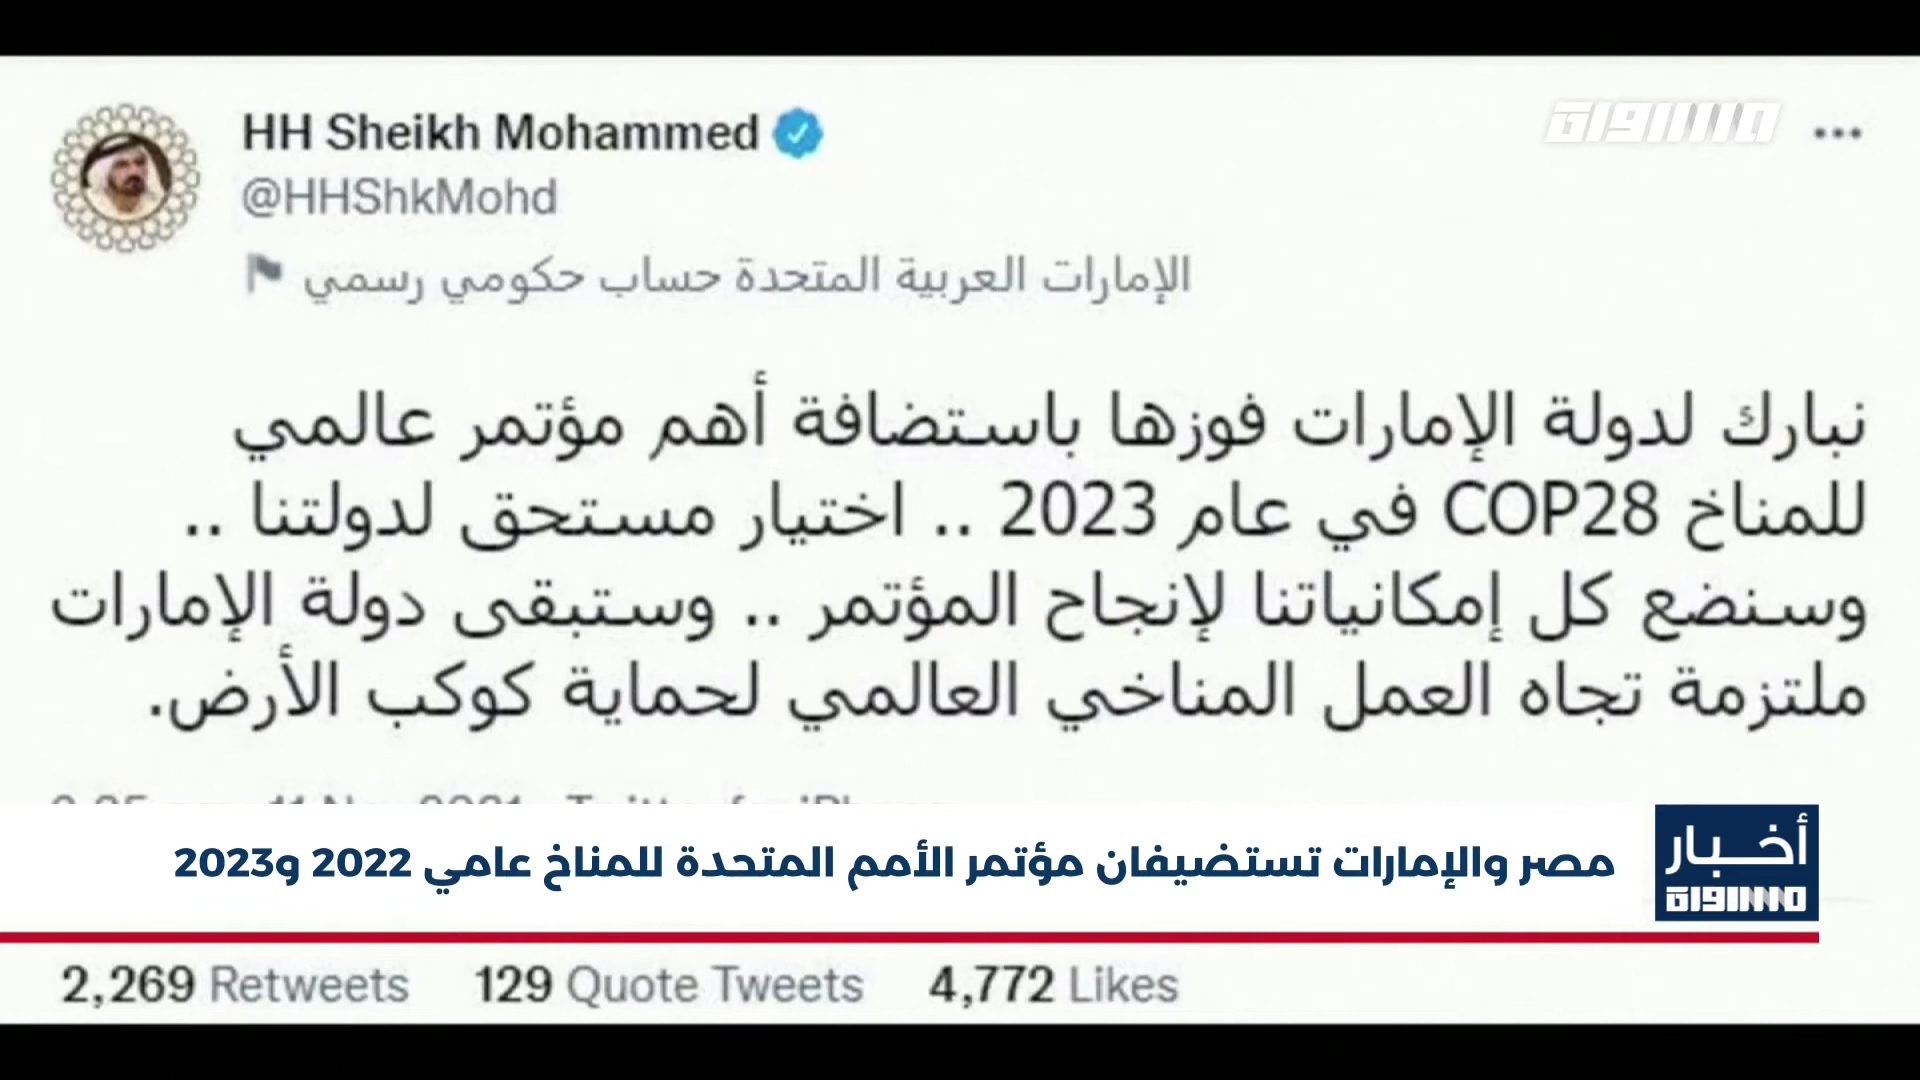 HH Sheikh Mohammed
مساواة
@HHShkMohd
الإمارات العربية المتحدة حساب حكومي رسمي
نبارك لدولة الإمارات فوزها باستضافة أهم مؤتمر عالمي
للمناخ COP28 في عام 2023 .. اختيار مستحق لدولتنا ..
وسنضع كل إمكانياتنا لإنجاح المؤتمر .. وستبقى دولة الإمارات
ملتزمة تجاه العمل المناخي العالمي لحماية كوكب الأرض.
أخبار
مساواة
مصر والإمارات تستضيفان مؤتمر الأمم المتحدة للمناخ عامي 2022 و2023
2,269 Retweets 129 Quote Tweets 4,772 Likes